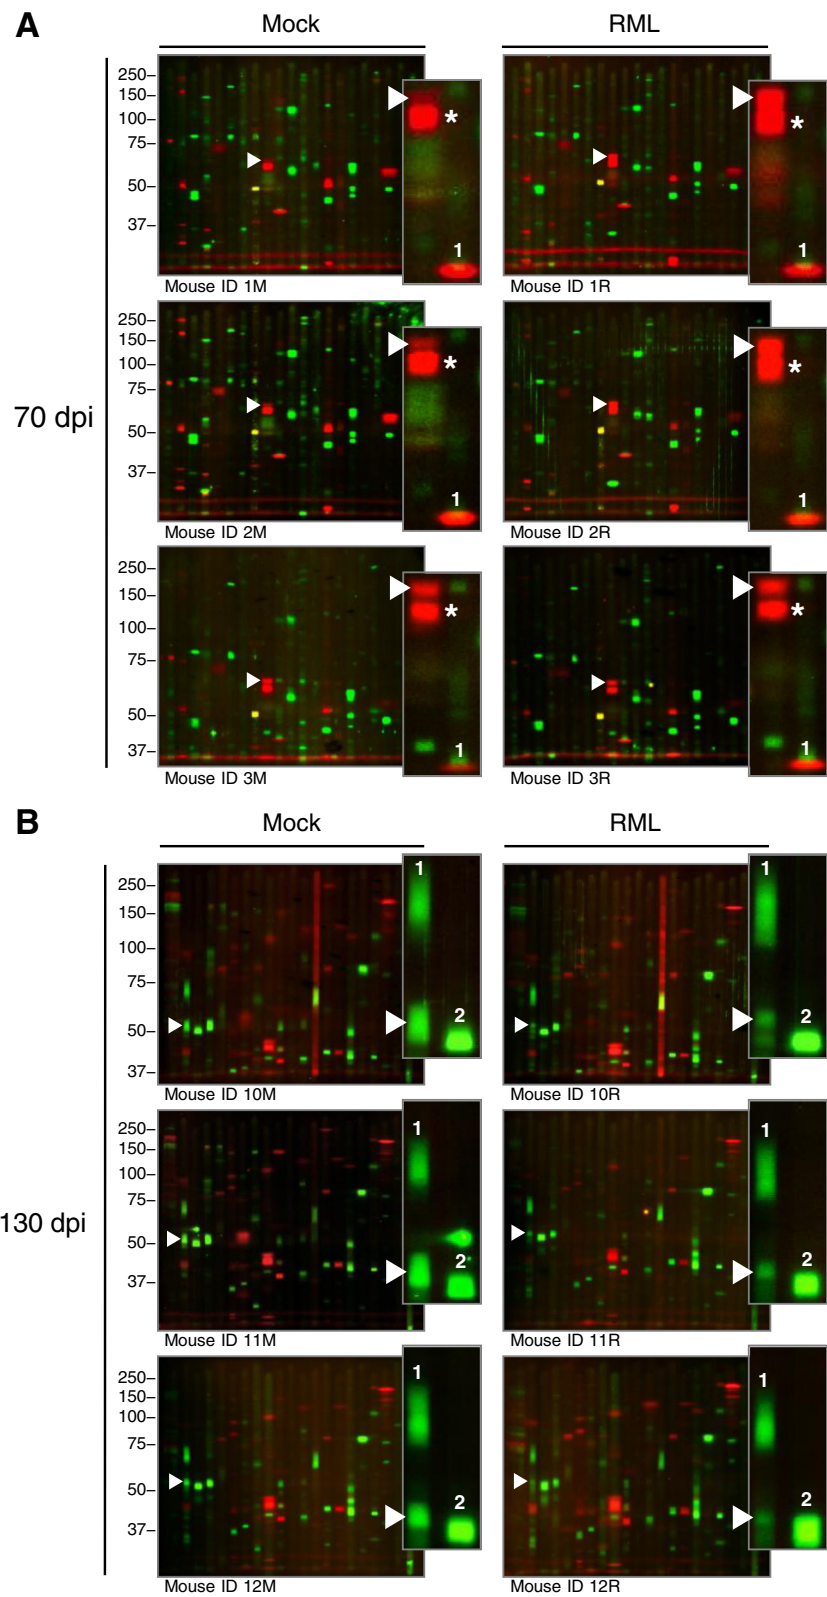 A
Mock RML
250–
150–
100–
75–
50–
37–
* 1 * 1
Mouse ID 1M Mouse ID 1R
70 dpi
250–
150–
100–
75–
50–
37–
* 1 * 1
Mouse ID 2M Mouse ID 2R
250–
150–
100–
75–
50–
37–
* 1 * 1
Mouse ID 3M Mouse ID 3R
B
Mock RML
250–
150–
100–
75–
50–
37–
1 2 1 2
Mouse ID 10M Mouse ID 10R
130 dpi
250–
150–
100–
75–
50–
37–
1 2 1 2
Mouse ID 11M Mouse ID 11R
250–
150–
100–
75–
50–
37–
1 2 1 2
Mouse ID 12M Mouse ID 12R